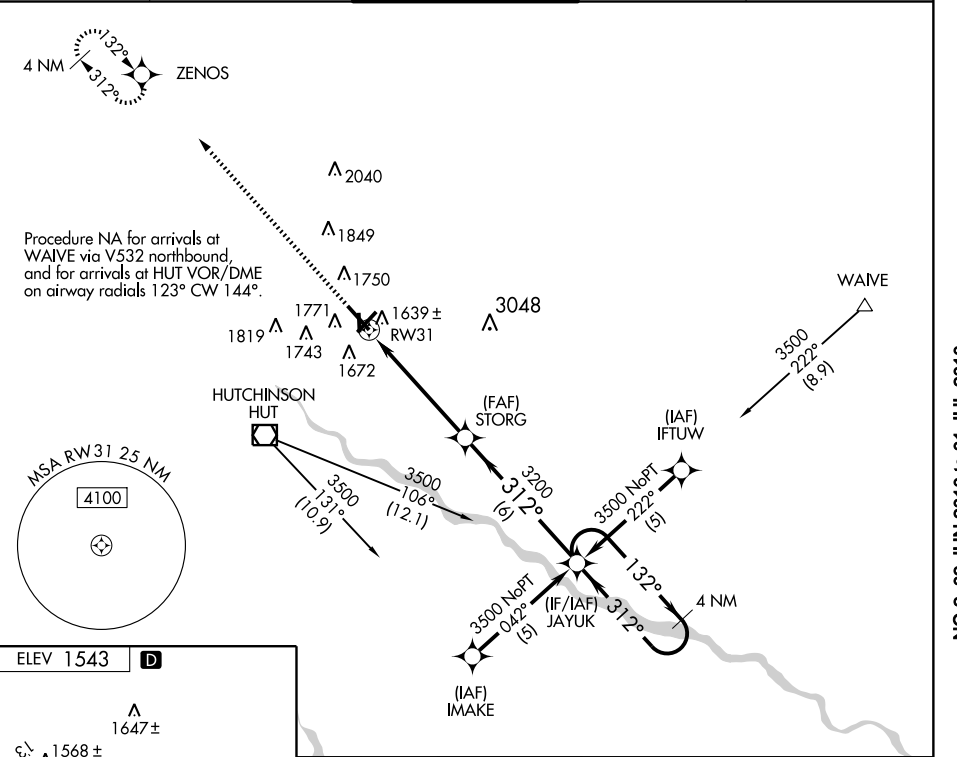 132°
4 NM
312°
ZENOS
2040
1849
Procedure NA for arrivals at
WAIVE via V532 northbound,
and for arrivals at HUT VOR/DME
on airway radials 123° CW 144°.
1750
WAIVE
3048
1771
1639 ±
RW31
1819
1743
1672
3500
222°
(8.9)
HUTCHINSON
HUT
(FAF)
STORG
(IAF)
IFTUW
MSA RW31 25 NM
4100
3500
131°
(10.9)
3500
106°
(12.1)
3200
312°
(6)
3500 NoPT
222°
(5)
132°
4 NM
312°
3500 NoPT
042°
(5)
(IF/IAF)
JAYUK
(IAF)
IMAKE
ELEV 1543
D
1647 ±
1568 ±